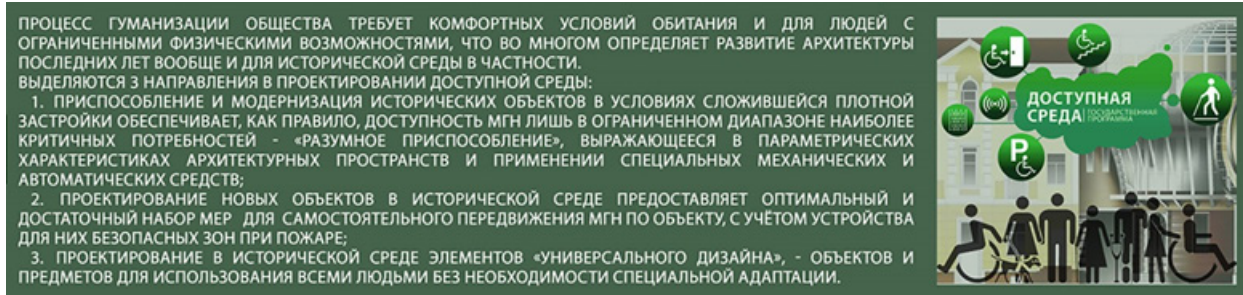 ПРОЦЕСС ГУМАНИЗАЦИИ ОБЩЕСТВА ТРЕБУЕТ КОМФОРТНЫХ УСЛОВИЙ ОБИТАНИЯ И ДЛЯ ЛЮДЕЙ С
ОГРАНИЧЕННЫМИ ФИЗИЧЕСКИМИ ВОЗМОЖНОСТЯМИ, ЧТО ВО МНОГОМ ОПРЕДЕЛЯЕТ РАЗВИТИЕ АРХИТЕКТУРЫ
ПОСЛЕДНИХ ЛЕТ ВООБЩЕ И ДЛЯ ИСТОРИЧЕСКОЙ СРЕДЫ В ЧАСТНОСТИ.
ВЫДЕЛЯЮТСЯ 3 НАПРАВЛЕНИЯ В ПРОЕКТИРОВАНИИ ДОСТУПНОЙ СРЕДЫ:
1. ПРИСПОСОБЛЕНИЕ И МОДЕРНИЗАЦИЯ ИСТОРИЧЕСКИХ ОБЪЕКТОВ В УСЛОВИЯХ СЛОЖИВШЕЙСЯ ПЛОТНОЙ
ЗАСТРОЙКИ ОБЕСПЕЧИВАЕТ, КАК ПРАВИЛО, ДОСТУПНОСТЬ МГН ЛИШЬ В ОГРАНИЧЕННОМ ДИАПАЗОНЕ НАИБОЛЕЕ
КРИТИЧНЫХ ПОТРЕБНОСТЕЙ - «РАЗУМНОЕ ПРИСПОСОБЛЕНИЕ», ВЫРАЖАЮЩЕЕСЯ В ПАРАМЕТРИЧЕСКИХ
ХАРАКТЕРИСТИКАХ АРХИТЕКТУРНЫХ ПРОСТРАНСТВ И ПРИМЕНЕНИИ СПЕЦИАЛЬНЫХ МЕХАНИЧЕСКИХ И
АВТОМАТИЧЕСКИХ СРЕДСТВ;
2. ПРОЕКТИРОВАНИЕ НОВЫХ ОБЪЕКТОВ В ИСТОРИЧЕСКОЙ СРЕДЕ ПРЕДОСТАВЛЯЕТ ОПТИМАЛЬНЫЙ И
ДОСТАТОЧНЫЙ НАБОР МЕР ДЛЯ САМОСТОЯТЕЛЬНОГО ПЕРЕДВИЖЕНИЯ МГН ПО ОБЪЕКТУ, С УЧЁТОМ УСТРОЙСТВА
ДЛЯ НИХ БЕЗОПАСНЫХ ЗОН ПРИ ПОЖАРЕ;
3. ПРОЕКТИРОВАНИЕ В ИСТОРИЧЕСКОЙ СРЕДЕ ЭЛЕМЕНТОВ «УНИВЕРСАЛЬНОГО ДИЗАЙНА», - ОБЪЕКТОВ И
ПРЕДМЕТОВ ДЛЯ ИСПОЛЬЗОВАНИЯ ВСЕМИ ЛЮДЬМИ БЕЗ НЕОБХОДИМОСТИ СПЕЦИАЛЬНОЙ АДАПТАЦИИ.
ДОСТУПНАЯ
СРЕДА
ГОСУДАРСТВЕННАЯ
ПРОГРАММА
P